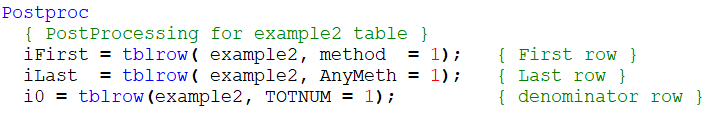 Postproc
{ PostProcessing for example2 table }
iFirst = tblrow( example2, method = 1); { First row }
iLast = tblrow( example2, AnyMeth = 1); { Last row }
i0 = tblrow(example2, TOTNUM = 1); { denominator row }